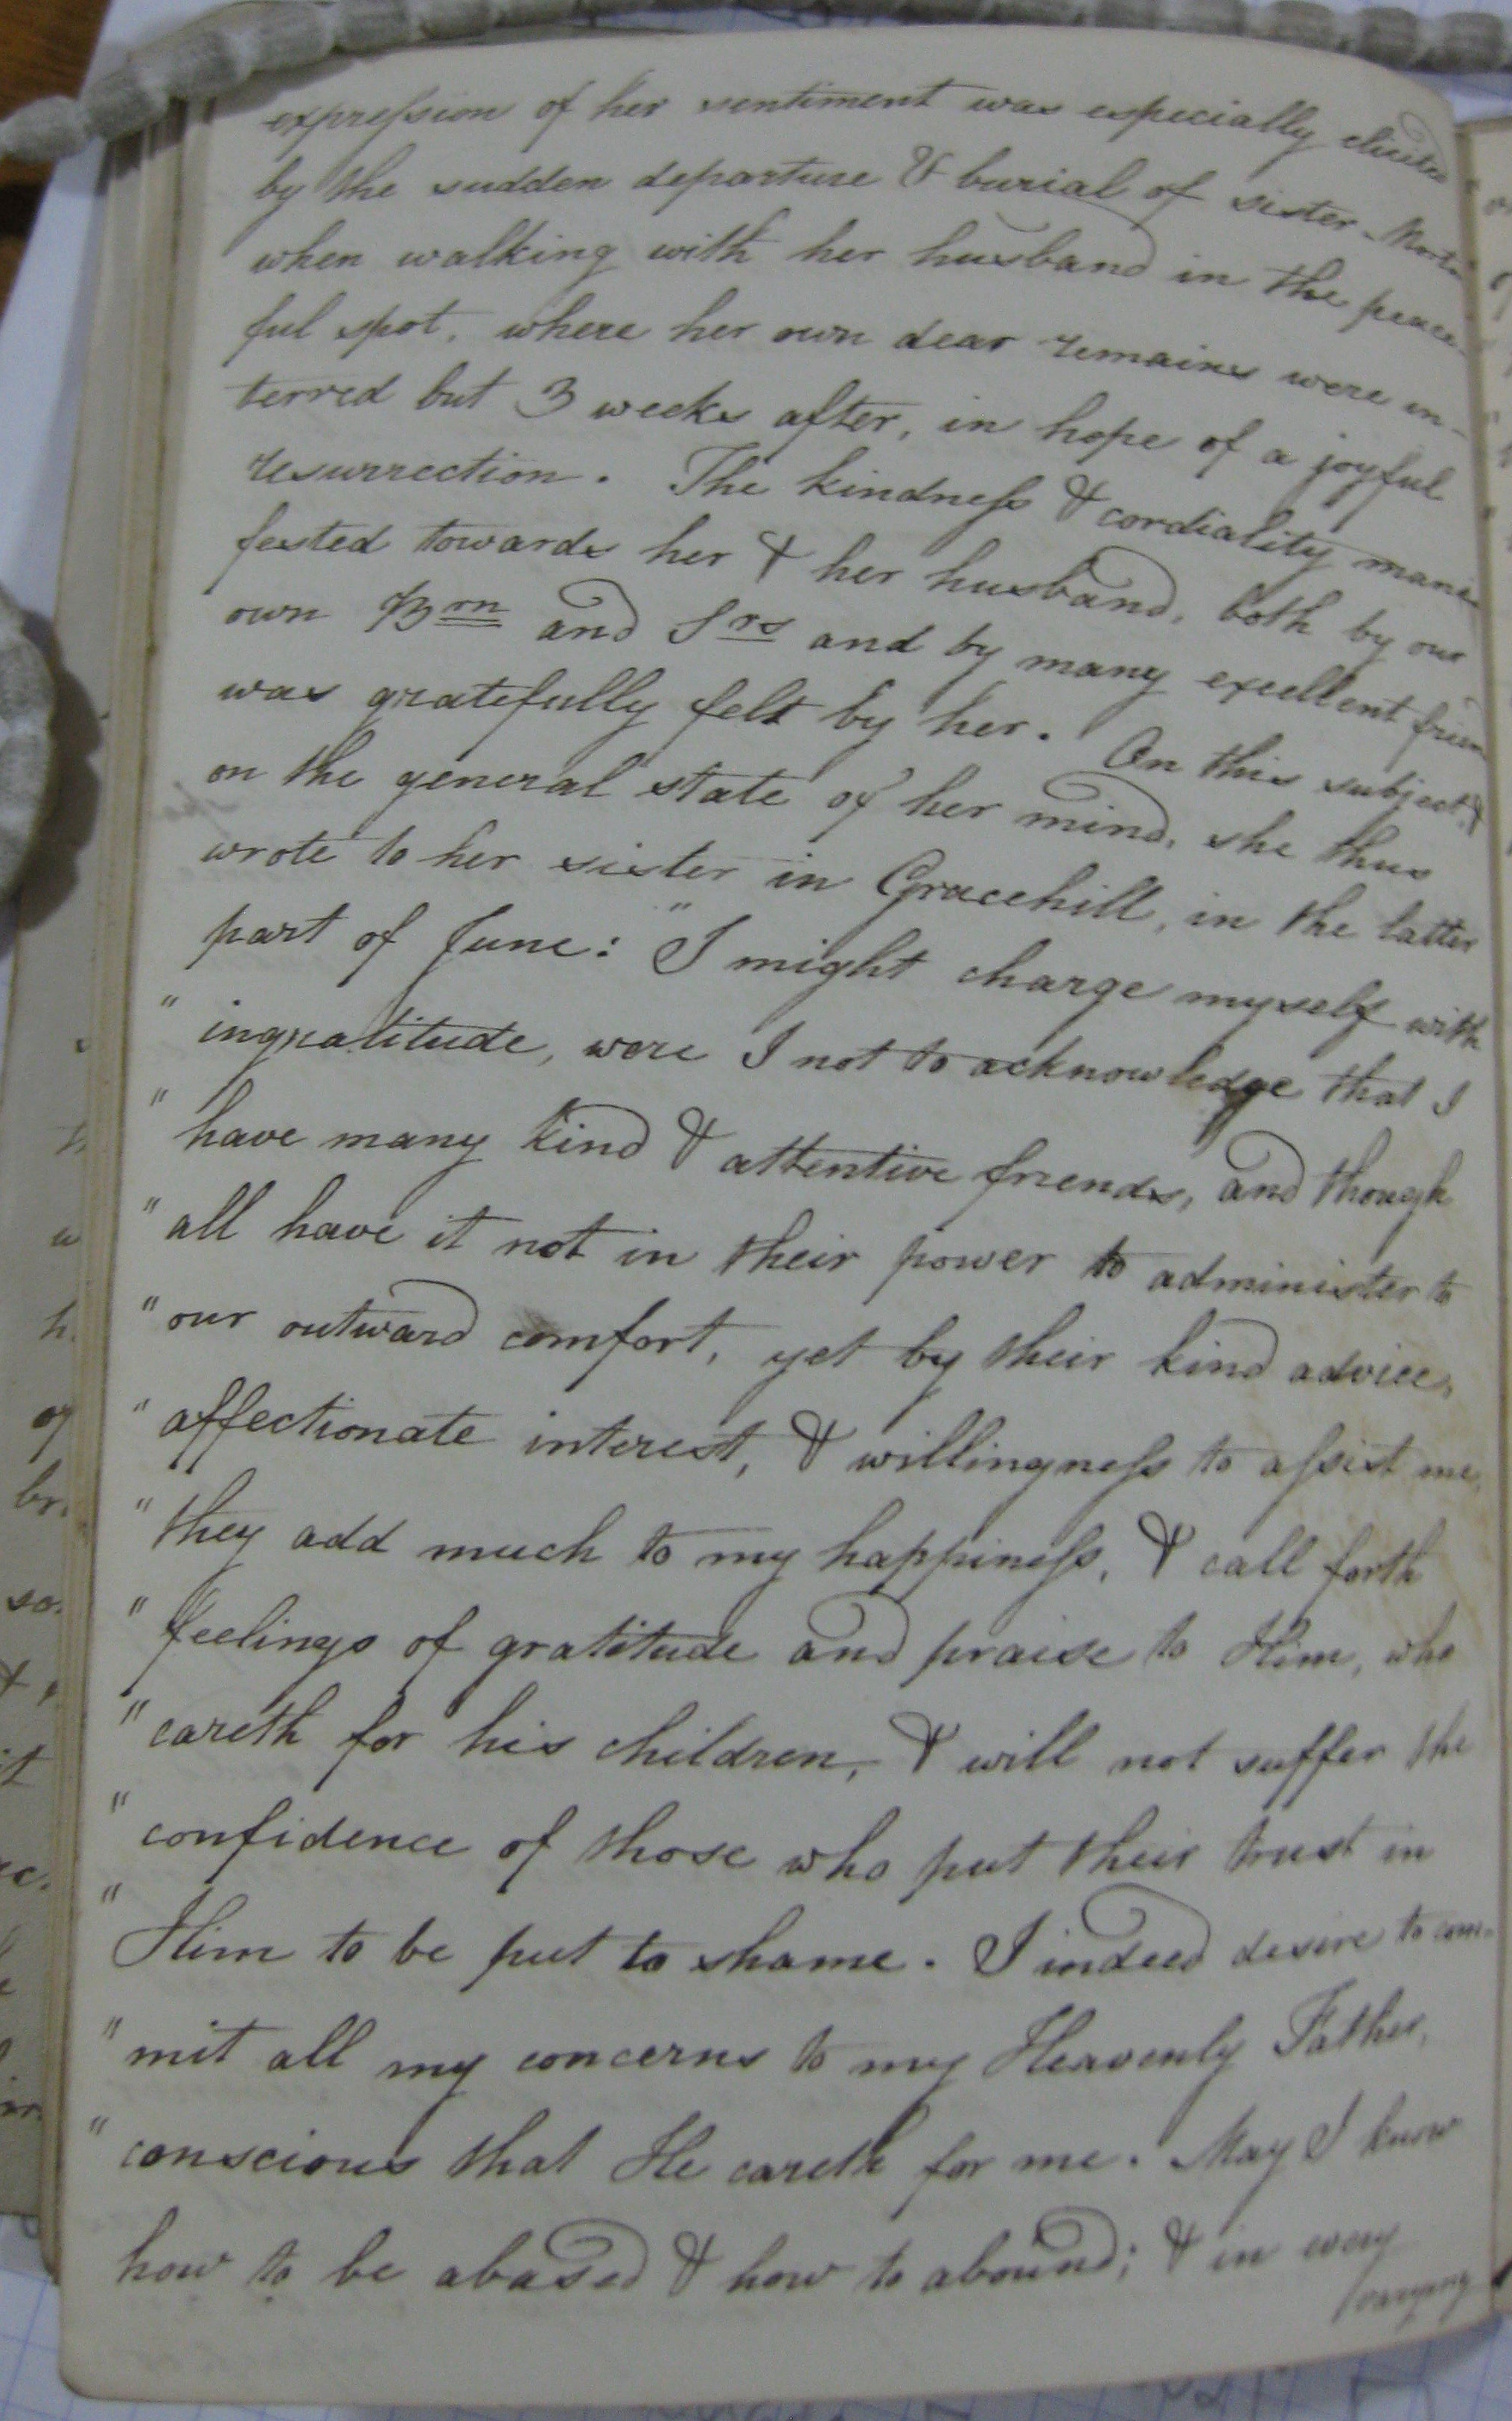 expreſsion of her sentiment was especially elicited
by the sudden departure & burial of sister
when walking with her husband in the peace-
ful spot, where her own dear remains were in-
terred but 3 weeks after, in hope of a joyful
resurrection. The kindneſs & cordiality mani-
fested towards her & her husband, both by our
own Brn and Srs and by many excellent
was gratefully felt by her. On this subject, &
on the general state of her mind, she thus
wrote to her sister in Gracehill, in the latter
part of June: "I might charge myself with
" ingratitude, were I not to acknowledge that I
" have many kind & attentive friends, and though
" all have it not in their power to administer to
" our outward comfort, yet by their kind advice,
" affectionate interest, & willingneſs to aſsist me,
" they add much to my happineſs, & call forth
" feelings of gratitude and praise to Him, who
" careth for his children, & will not suffer the
" confidence of those who put their trust in
" Him to be put to shame. I indeed desire to com-
" mit all my concerns to my Heavenly Father,
" conscious that He careth for me. May I know
how to be abased & how to abound; & in every
varying